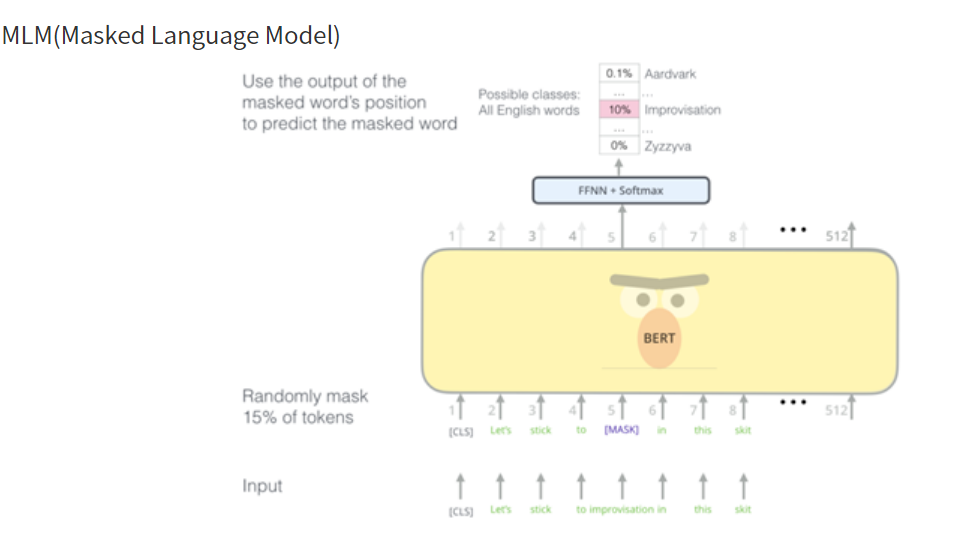 MLM(Masked Language Model)
Use the output of the
masked word's position
to predict the masked word
Possible classes:
All English words
0.1% Aardvark
... ...
10% Improvisation
... ...
0% Zyzzyva
FFNN + Softmax
1 2 3 4 5 6 7 8 ••• 512
BERT
Randomly mask
15% of tokens
1 2 3 4 5 6 7 8 ••• 512
[CLS] Let's stick to [MASK] in this skit
Input
[CLS] Let's stick to improvisation in this skit